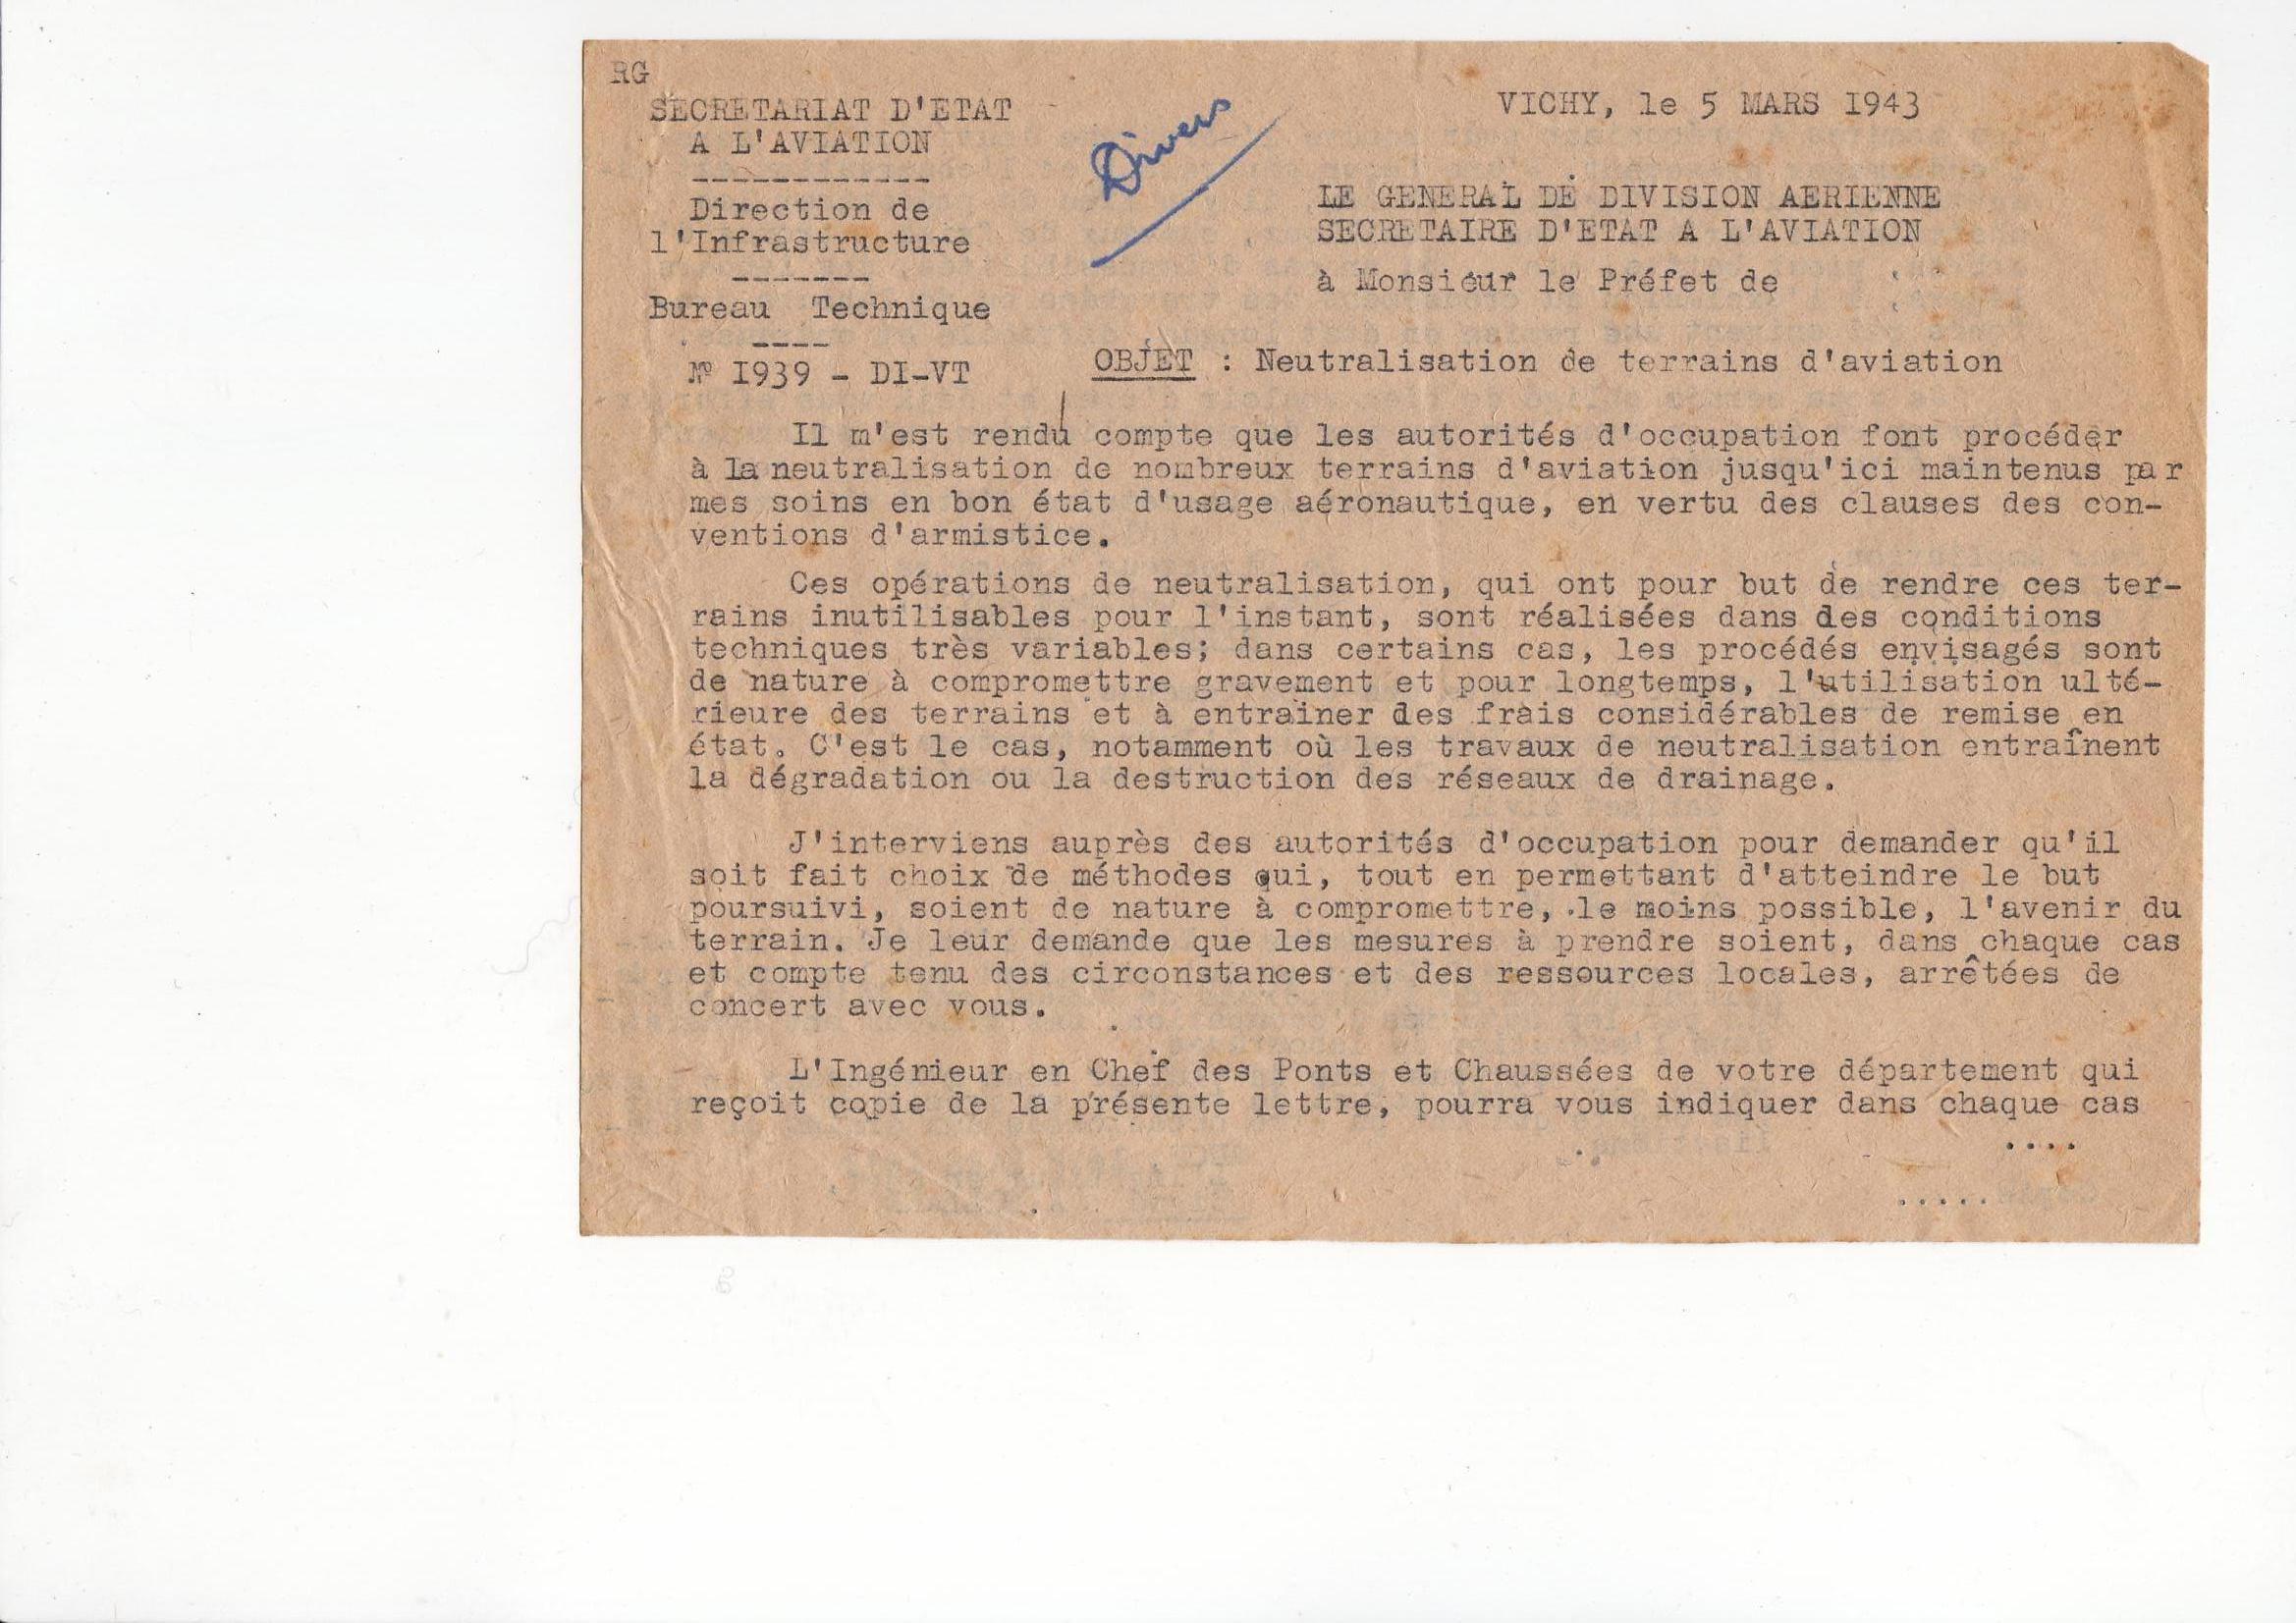 RG
SECRETARIAT D'ETAT
A L'AVIATION
------------
Direction de
l'Infrastructure
-------
Bureau Technique
----
N° I939 - DI-VT
Divers
VICHY, le 5 MARS I943
LE GENERAL DE DIVISION AERIENNE
SECRETAIRE D'ETAT A L'AVIATION
à Monsieur le Préfet de
OBJET : Neutralisation de terrains d'aviation
Il m'est rendu compte que les autorités d'occupation font procéder
à la neutralisation de nombreux terrains d'aviation jusqu'ici maintenus par
mes soins en bon état d'usage aéronautique, en vertu des clauses des con-
ventions d'armistice.
Ces opérations de neutralisation, qui ont pour but de rendre ces ter-
rains inutilisables pour l'instant, sont réalisées dans des conditions
techniques très variables; dans certains cas, les procédés envisagés sont
de nature à compromettre gravement et pour longtemps, l'utilisation ulté-
rieure des terrains et à entrainer des frais considérables de remise en
état. C'est le cas, notamment où les travaux de neutralisation entraînent
la dégradation ou la destruction des réseaux de drainage.
J'interviens auprès des autorités d'occupation pour demander qu'il
soit fait choix de méthodes qui, tout en permettant d'atteindre le but
poursuivi, soient de nature à compromettre, le moins possible, l'avenir du
terrain. Je leur demande que les mesures à prendre soient, dans chaque cas
et compte tenu des circonstances et des ressources locales, arrêtées de
concert avec vous.
L'Ingénieur en Chef des Ponts et Chaussées de votre département qui
reçoit copie de la présente lettre, pourra vous indiquer dans chaque cas
....
.....